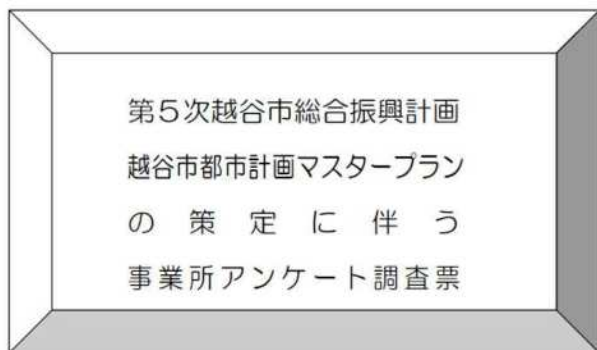 第5次越谷市総合振興計画
越谷市都市計画マスタープラン
の策定に伴う
事業所アンケート調査票